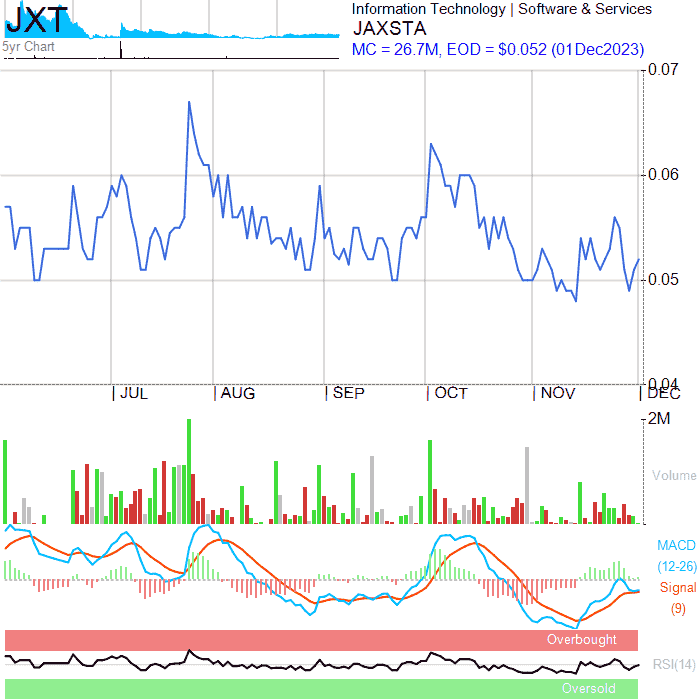 JXT
5yr Chart
Information Technology | Software & Services
JAXSTA
MC = 26.7M, EOD = $0.052 (01Dec2023)
0.07
0.06
0.05
0.04
| JUL | AUG | SEP | OCT | NOV | DEC
2M
Volume
MACD
(12-26)
Signal
(9)
Overbought
RSI(14)
Oversold